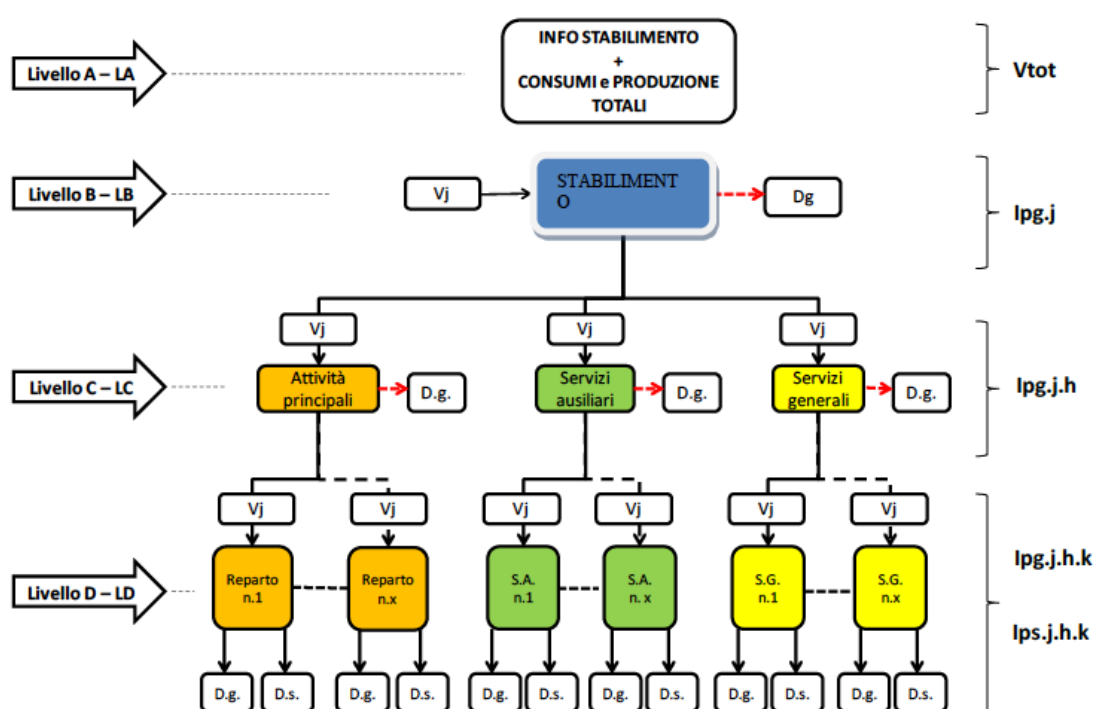 INFO STABILIMENTO
+
CONSUMI e PRODUZIONE
TOTALI
Livello A – LA
Vtot
Livello B – LB
Vj
STABILIMENT
O
Dg
Ipg.j
Vj
Vj
Vj
Livello C – LC
Attività
principali
D.g.
Servizi
ausiliari
D.g.
Servizi
generali
D.g.
Ipg.j.h
Vj
Vj
Vj
Vj
Vj
Vj
Livello D – LD
Reparto
n.1
Reparto
n.x
S.A.
n.1
S.A.
n. x
S.G.
n.1
S.G.
n.x
Ipg.j.h.k
Ips.j.h.k
D.g.
D.s.
D.g.
D.s.
D.g.
D.s.
D.g.
D.s.
D.g.
D.s.
D.g.
D.s.